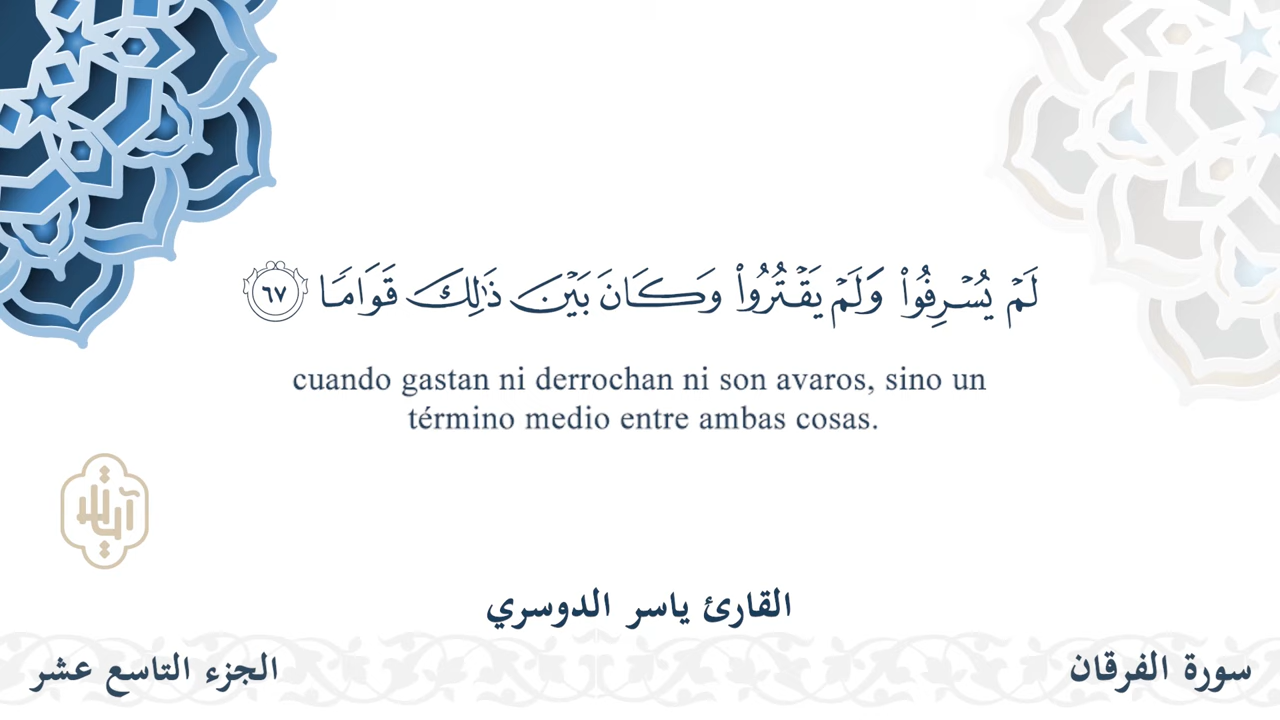 لَمۡ يُسۡرِفُواْ وَلَمۡ يَقۡتُرُواْ وَكَانَ بَيۡنَ ذَٰلِكَ قَوَامٗا ٦٧
cuando gastan ni derrochan ni son avaros, sino un
término medio entre ambas cosas.
القارئ ياسر الدوسري
سورة الفرقان
الجزء التاسع عشر